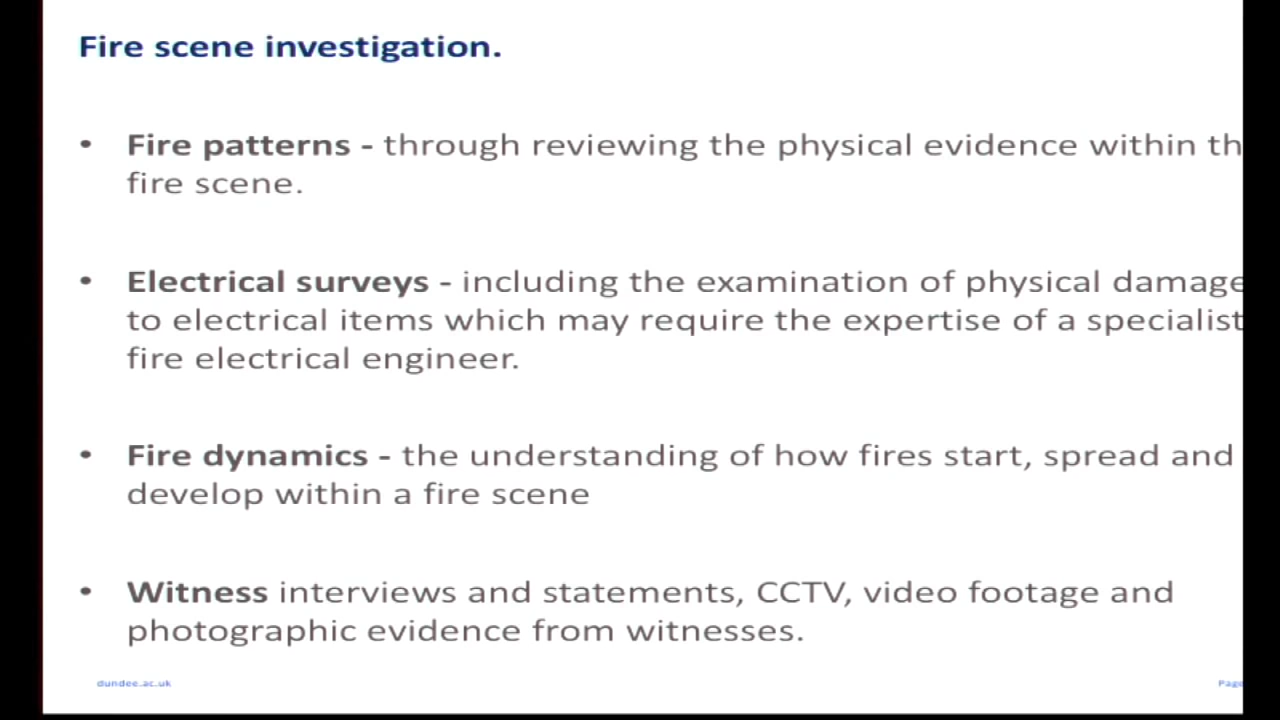 Fire scene investigation.
• Fire patterns - through reviewing the physical evidence within th
fire scene.
• Electrical surveys - including the examination of physical damage
to electrical items which may require the expertise of a specialist
fire electrical engineer.
• Fire dynamics - the understanding of how fires start, spread and
develop within a fire scene
• Witness interviews and statements, CCTV, video footage and
photographic evidence from witnesses.
dundee.ac.uk
Page